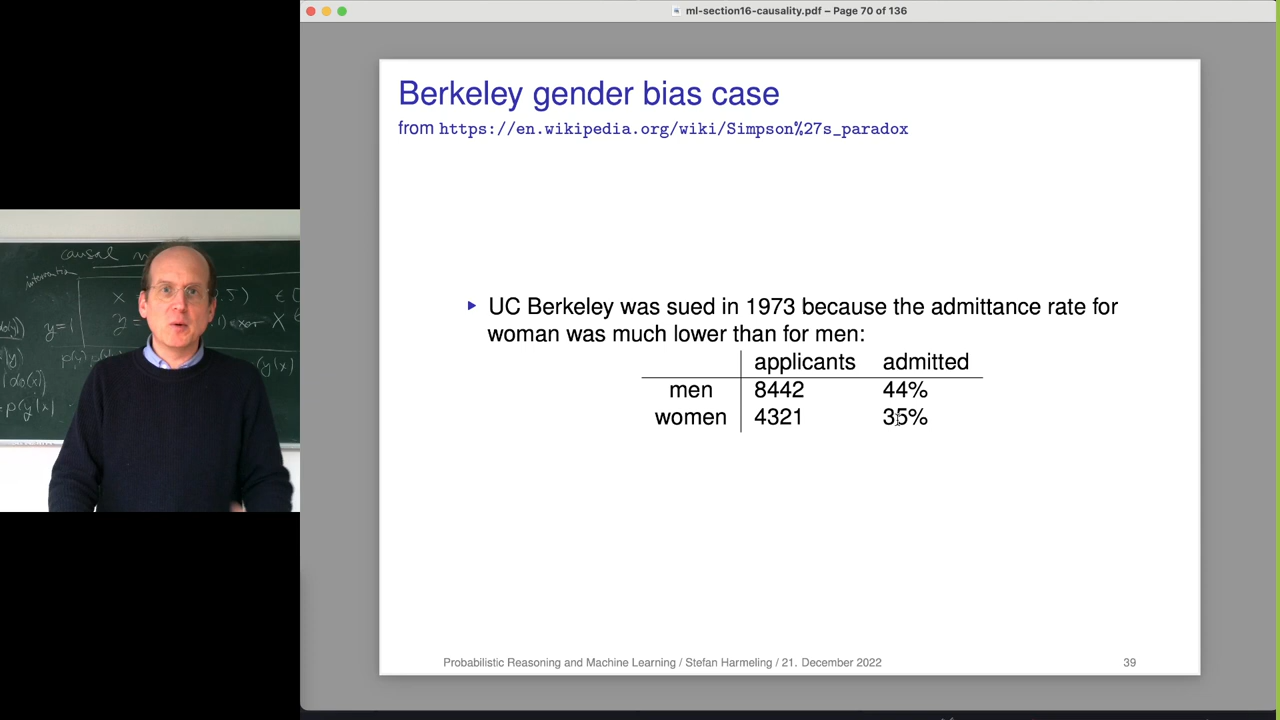 ml-section16-causality.pdf – Page 70 of 136
Berkeley gender bias case
from https://en.wikipedia.org/wiki/Simpson%27s_paradox
▸ UC Berkeley was sued in 1973 because the admittance rate for
woman was much lower than for men:
applicants admitted
men 8442 44%
women 4321 35%
Probabilistic Reasoning and Machine Learning / Stefan Harmeling / 21. December 2022 39
causal
intervention
y=1